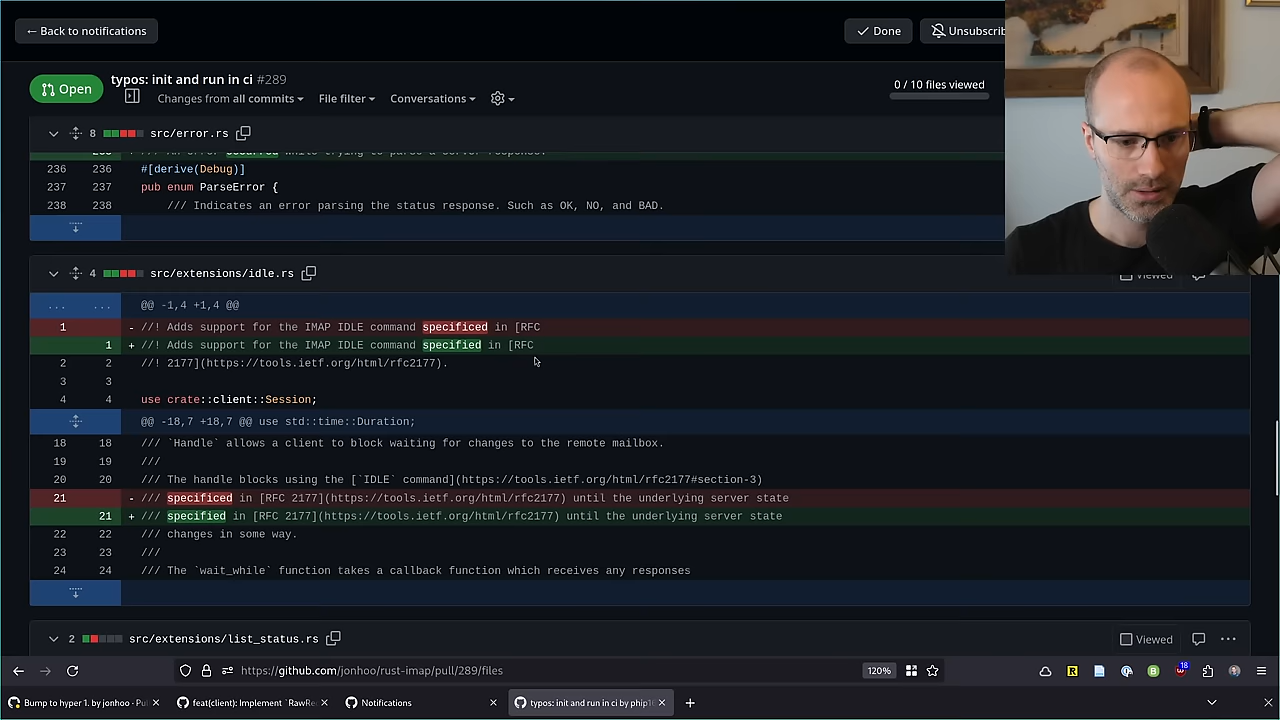 ← Back to notifications
Done
Unsubscrib
Open
typos: init and run in ci #289
Changes from all commits
File filter
Conversations
0 / 10 files viewed
8 src/error.rs
236 236 #[derive(Debug)]
237 237 pub enum ParseError {
238 238 /// Indicates an error parsing the status response. Such as OK, NO, and BAD.
4 src/extensions/idle.rs
Viewed
... ... @@ -1,4 +1,4 @@
1 - //! Adds support for the IMAP IDLE command specificed in [RFC
1 + //! Adds support for the IMAP IDLE command specified in [RFC
2 2 //! 2177](https://tools.ietf.org/html/rfc2177).
3 3
4 4 use crate::client::Session;
@@ -18,7 +18,7 @@ use std::time::Duration;
18 18 /// `Handle` allows a client to block waiting for changes to the remote mailbox.
19 19 ///
20 20 /// The handle blocks using the [`IDLE` command](https://tools.ietf.org/html/rfc2177#section-3)
21 - /// specificed in [RFC 2177](https://tools.ietf.org/html/rfc2177) until the underlying server state
21 + /// specified in [RFC 2177](https://tools.ietf.org/html/rfc2177) until the underlying server state
22 22 /// changes in some way.
23 23 ///
24 24 /// The `wait_while` function takes a callback function which receives any responses
2 src/extensions/list_status.rs
Viewed
https://github.com/jonhoo/rust-imap/pull/289/files
120%
18
Bump to hyper 1. by jonhoo · Pu
feat(client): Implement `RawRe
Notifications
typos: init and run in ci by phip1